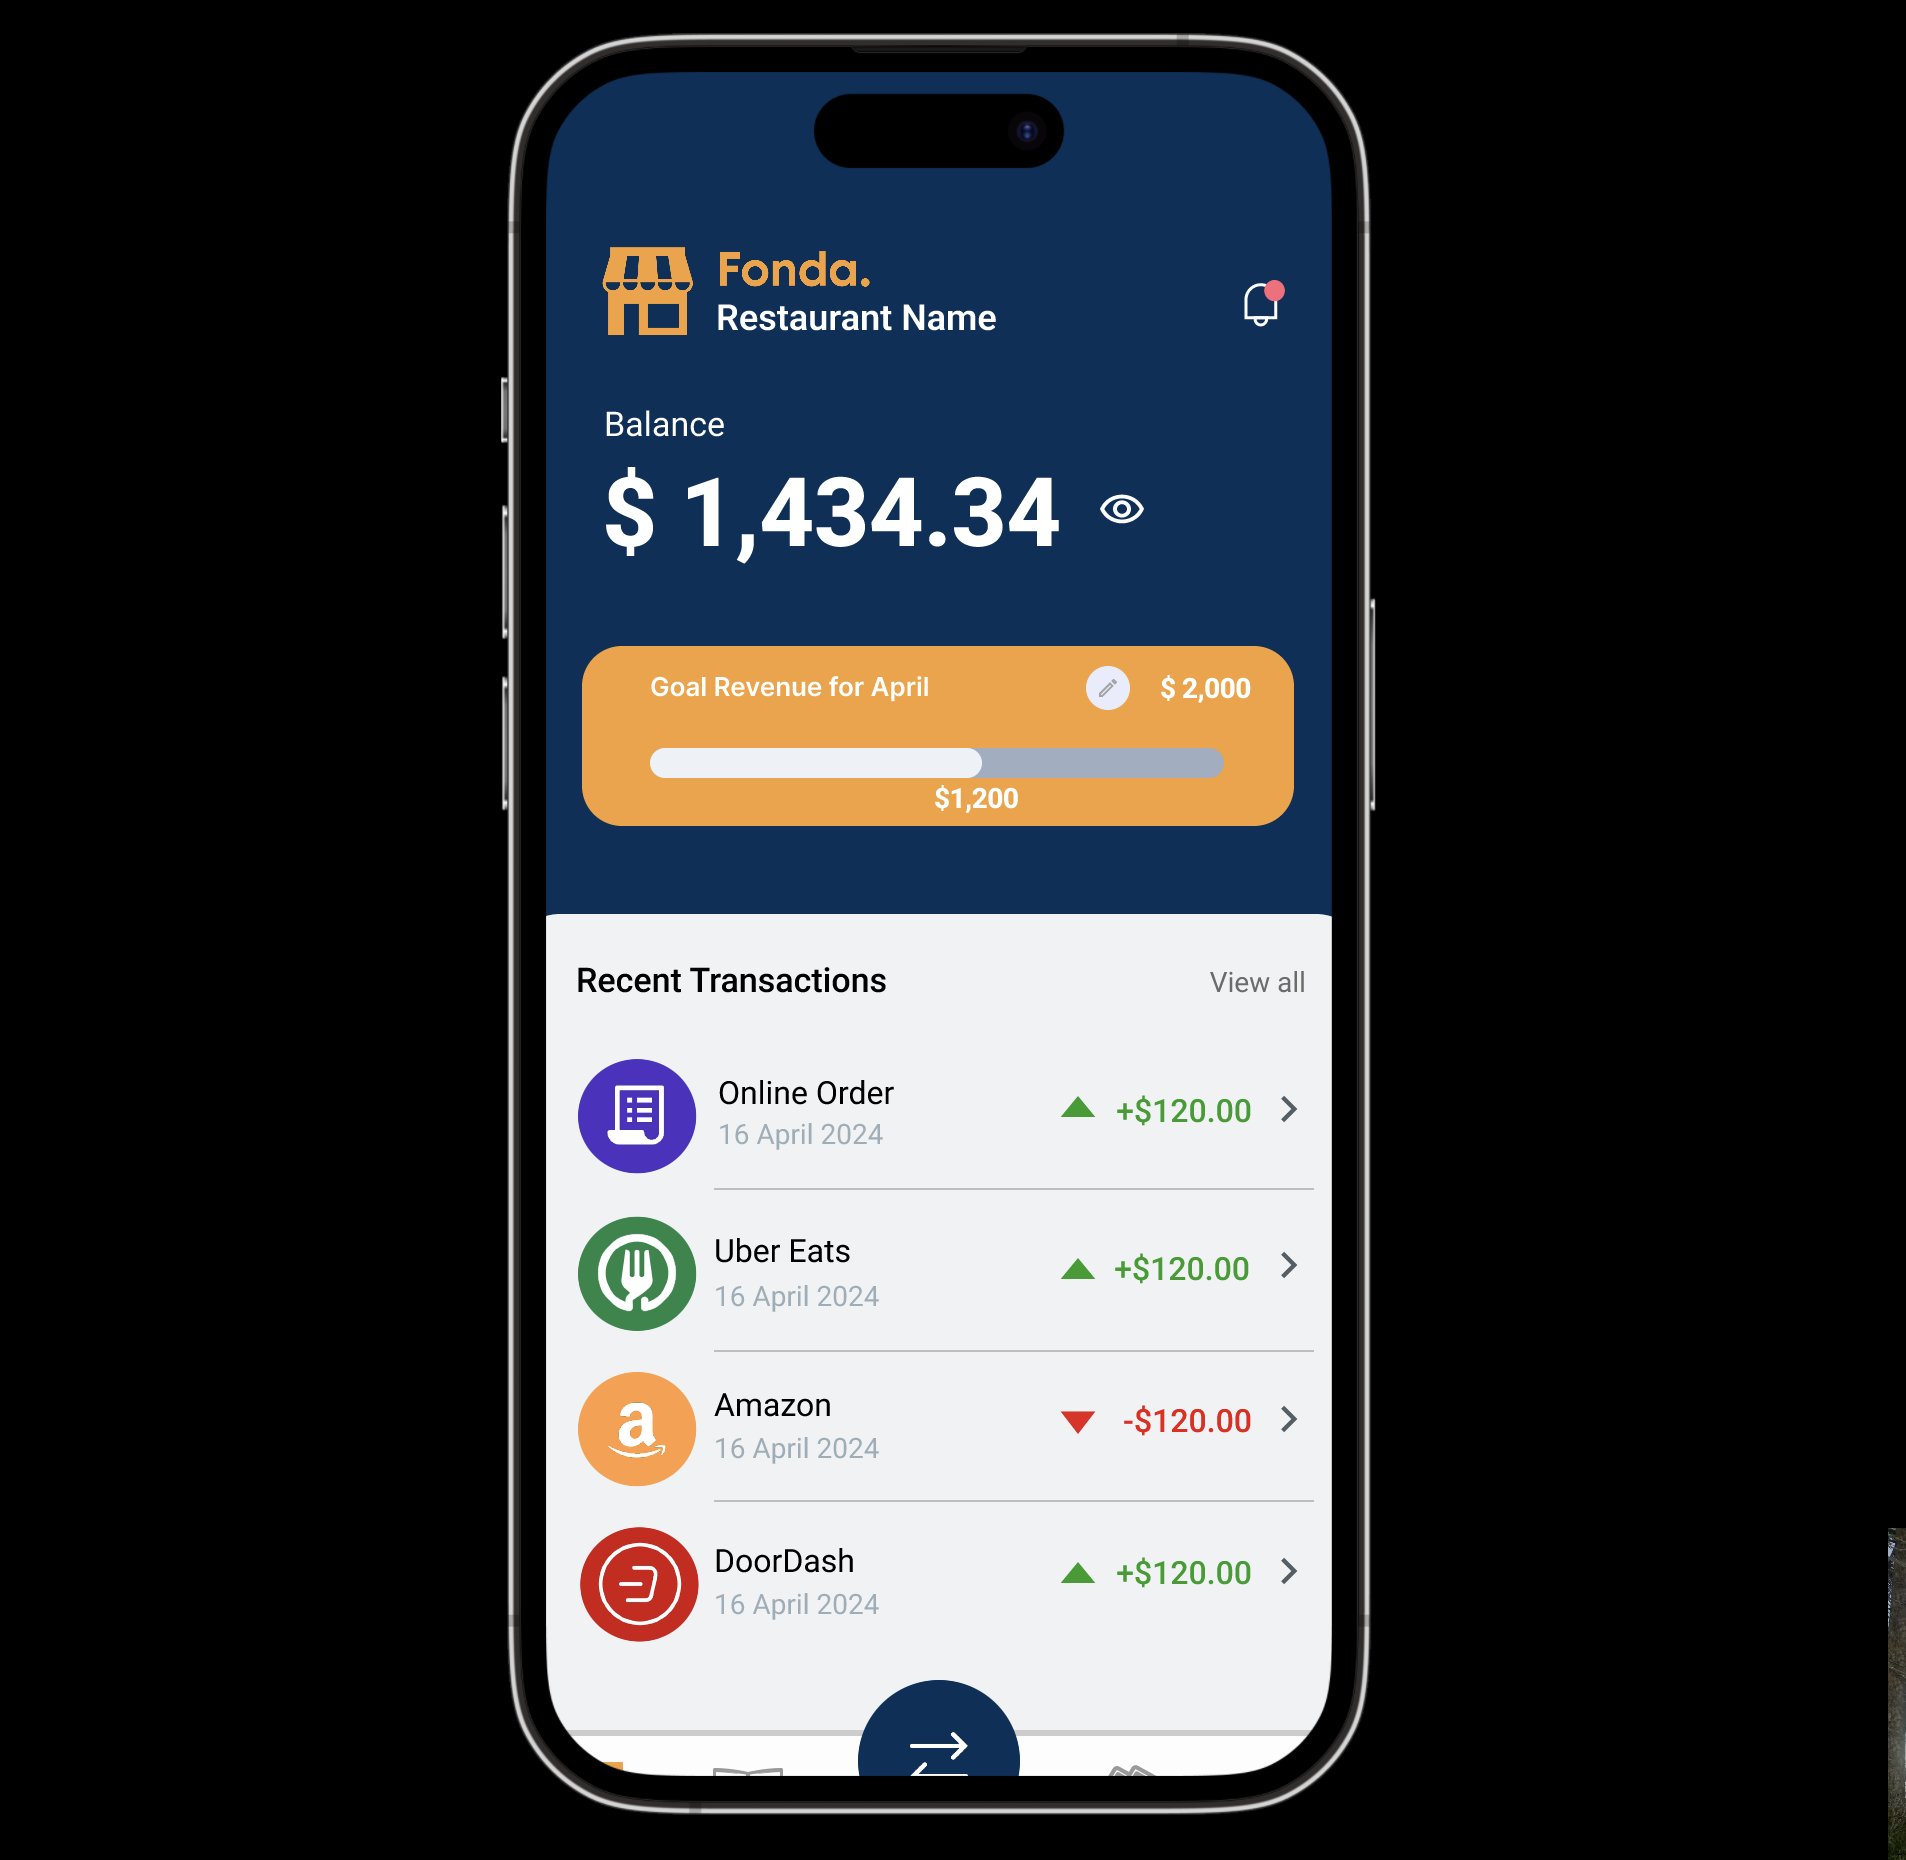 Fonda.
Restaurant Name
Balance
$ 1,434.34
Goal Revenue for April
$ 2,000
$1,200
Recent Transactions
View all
Online Order
+$120.00
16 April 2024
Uber Eats
+$120.00
16 April 2024
Amazon
-$120.00
16 April 2024
DoorDash
+$120.00
16 April 2024